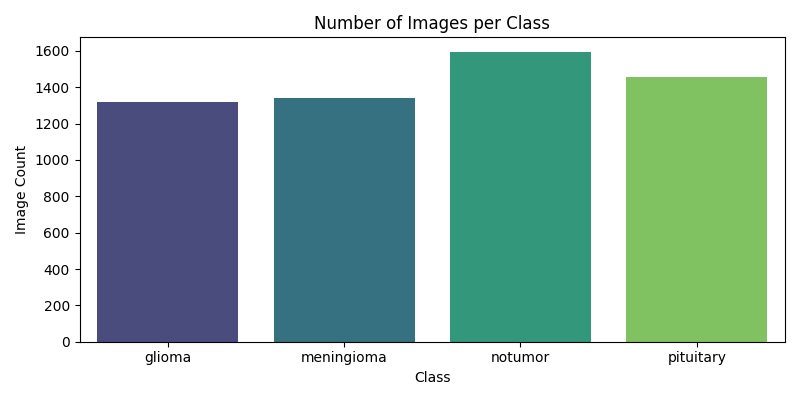 Number of Images per Class
Image Count
1600
1400
1200
1000
800
600
400
200
0
glioma meningioma notumor pituitary
Class